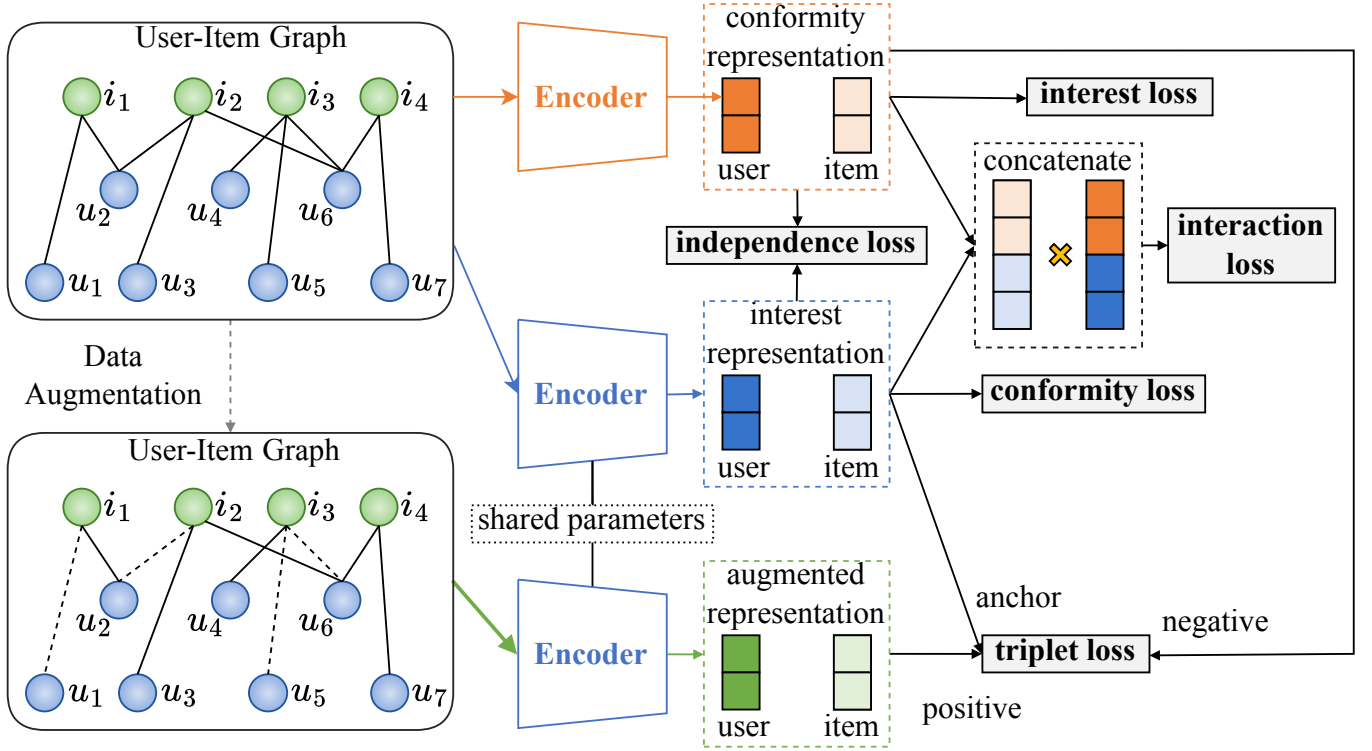 User-Item Graph
i₁ i₂ i₃ i₄
u₂ u₄ u₆
u₁ u₃ u₅ u₇
Data
Augmentation
User-Item Graph
i₁ i₂ i₃ i₄
u₂ u₄ u₆
u₁ u₃ u₅ u₇
Encoder
Encoder
shared parameters
Encoder
conformity
representation
user item
independence loss
interest
representation
user item
augmented
representation
user item
interest loss
concatenate
interaction
loss
conformity loss
anchor
negative
triplet loss
positive